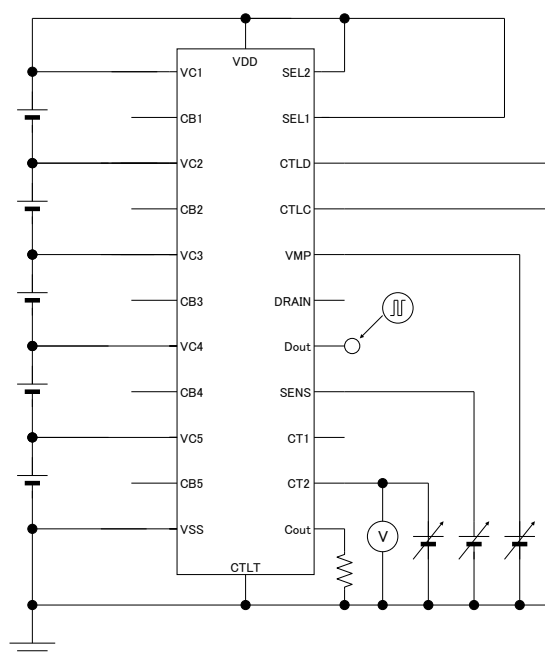 VDD
VC1 SEL2
CB1 SEL1
VC2 CTLD
CB2 CTLC
VC3 VMP
CB3 DRAIN
VC4 Dout
CB4 SENS
VC5 CT1
CB5 CT2
VSS Cout
V
CTLT